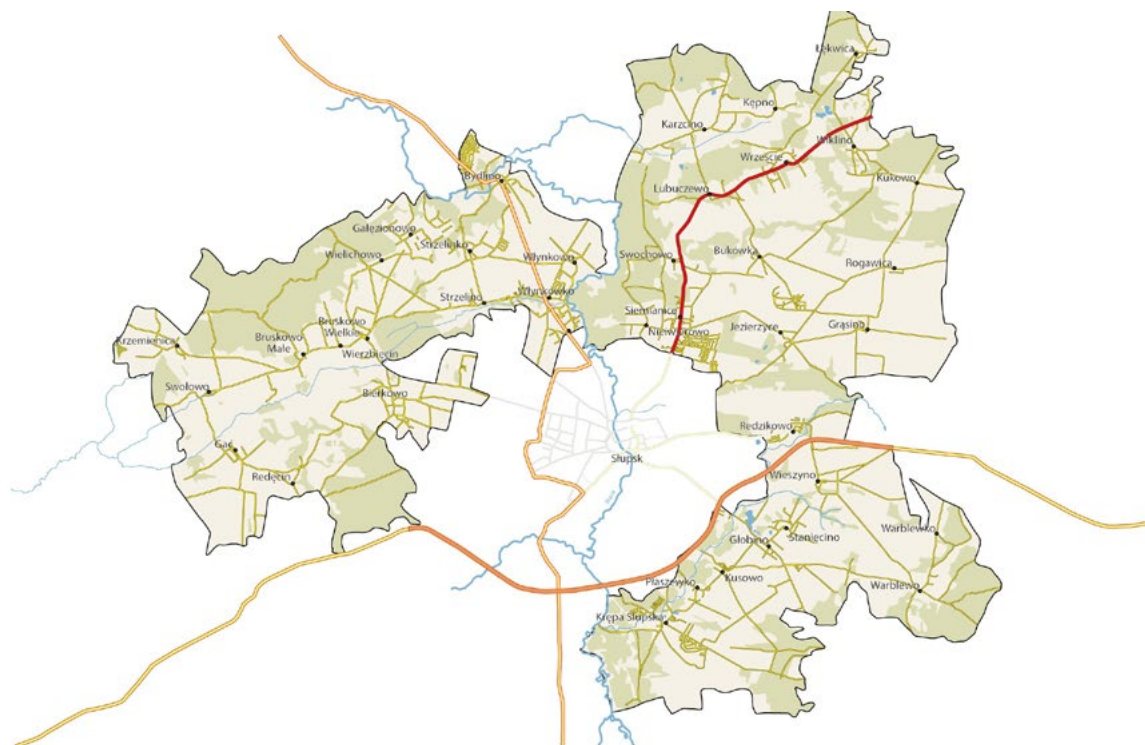 Łękwica
Kępno
Karzcino
Wiklino
Wrzeście
Kukowo
Lubuczewo
Bydlino
Gałęzionowo
Strzelinko
Wielichowo
Włynkowo
Swochowo
Bukowka
Rogawica
Strzelino
Włynkówko
Siemianice
Niewierowo
Jezierzyce
Grąsino
Bruskowo
Wielkie
Krzemienica
Bruskowo
Małe
Wierzbięcin
Swołowo
Bierkowo
Redzikowo
Gać
Słupsk
Redęcin
Wieszyno
Głobino
Stanięcino
Warblewko
Płaszewko
Kusowo
Warblewo
Krępa Słupska